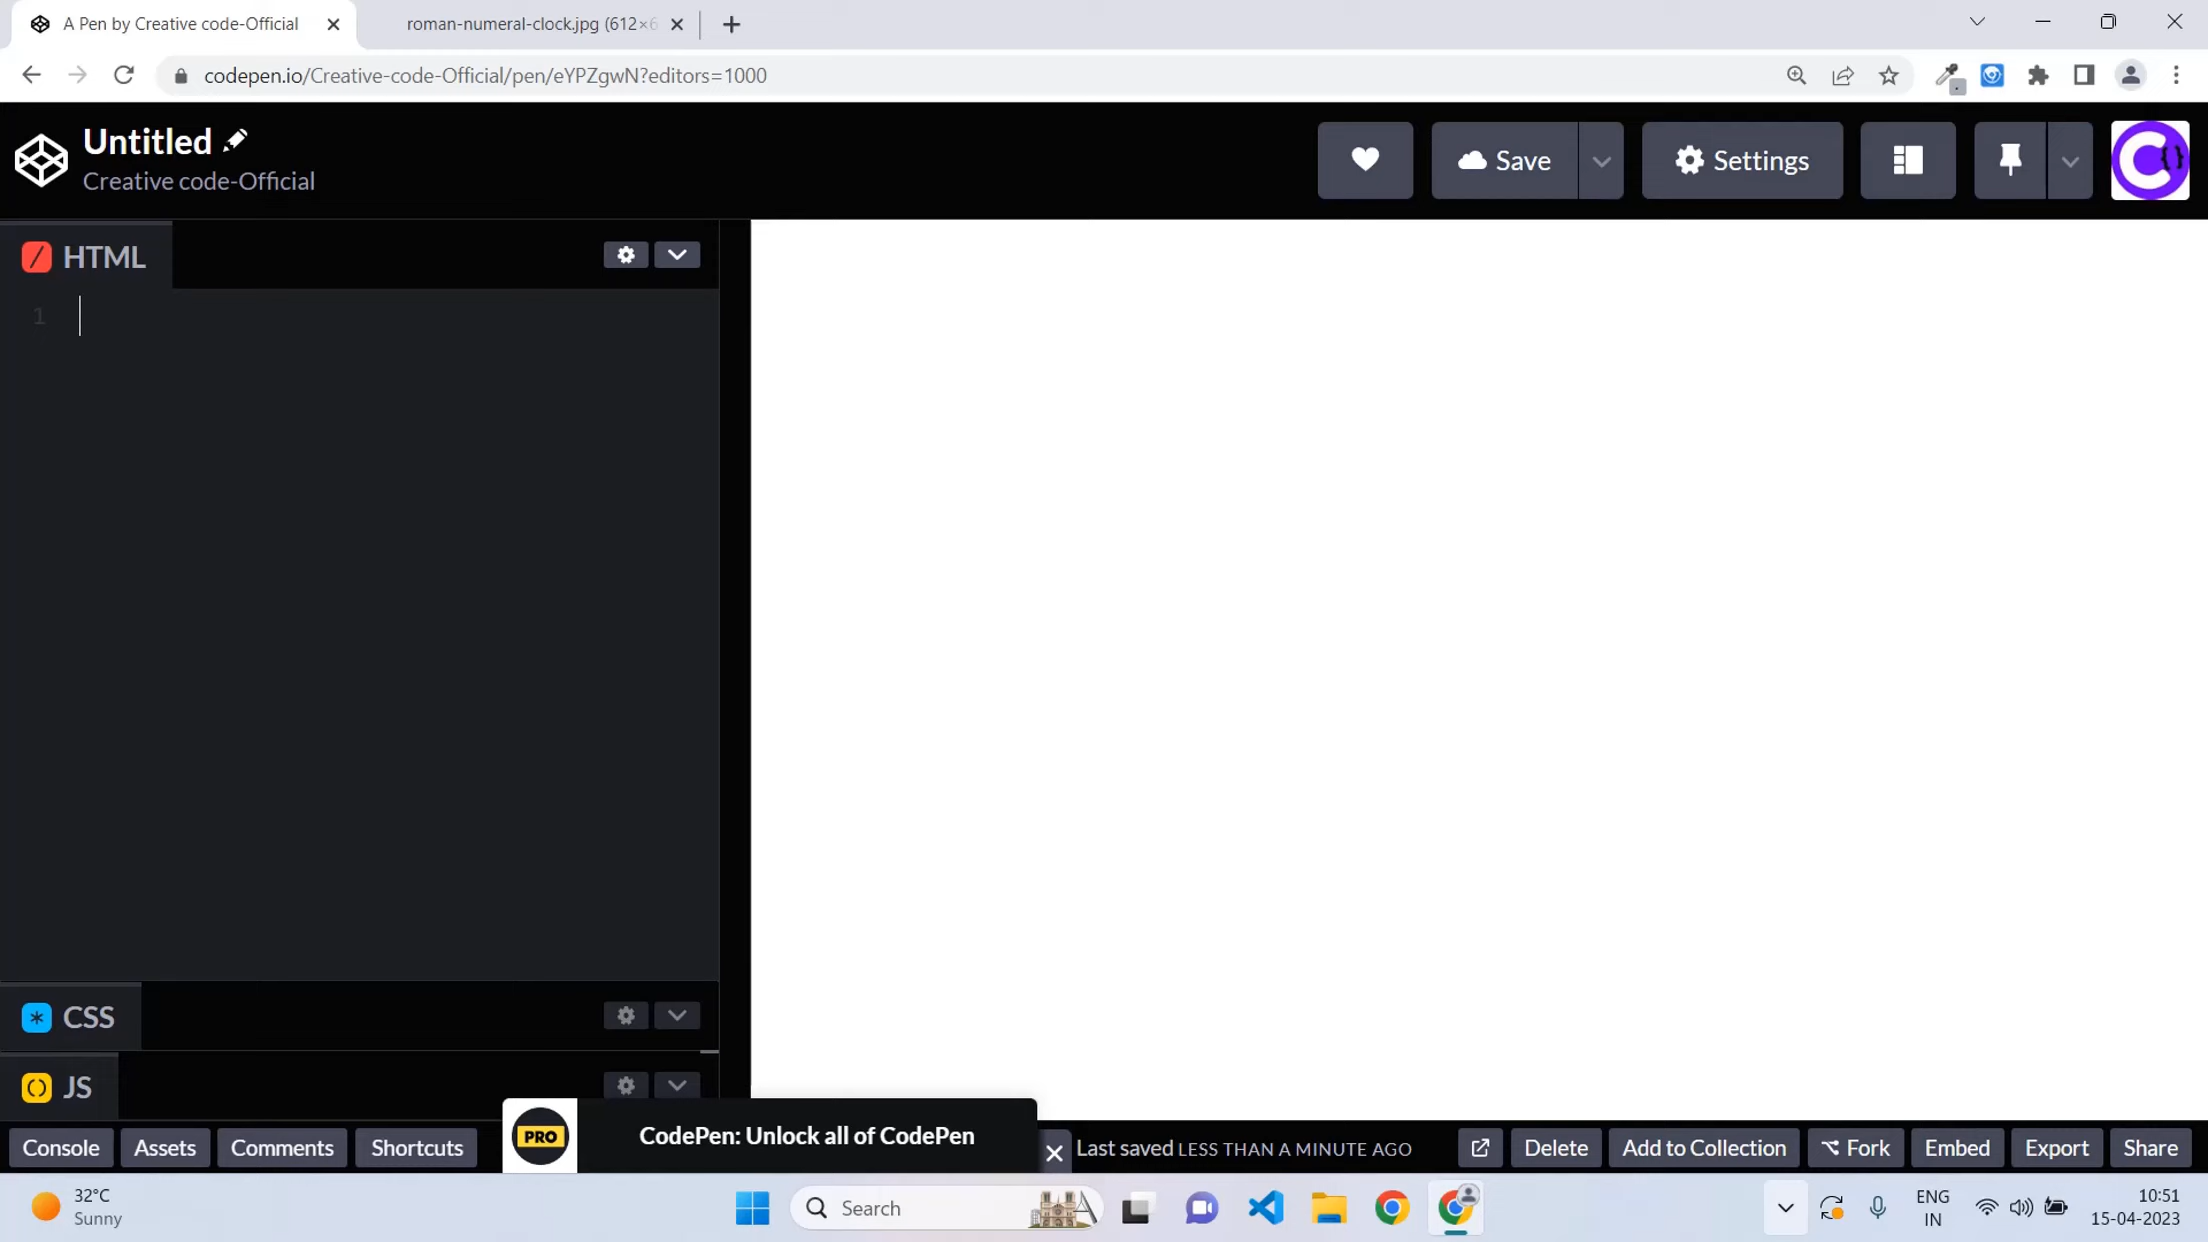 A Pen by Creative code-Official
roman-numeral-clock.jpg (612×6
codepen.io/Creative-code-Official/pen/eYPZgwN?editors=1000
Untitled
Creative code-Official
Save
Settings
HTML
1
CSS
JS
PRO
CodePen: Unlock all of CodePen
Console
Assets
Comments
Shortcuts
Last saved LESS THAN A MINUTE AGO
Delete
Add to Collection
Fork
Embed
Export
Share
32°C
Sunny
Search
ENG
IN
10:51
15-04-2023